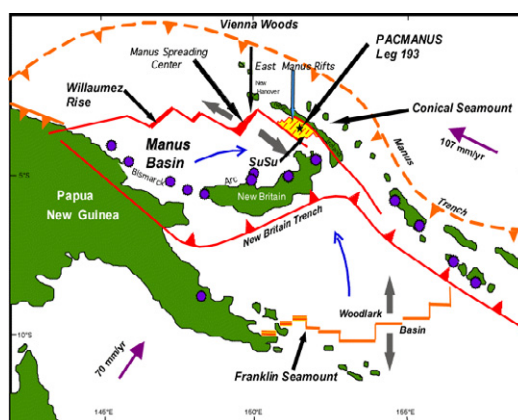 Vienna Woods
Manus Spreading
Center
East Manus Rifts
New
Hanover
PACMANUS
Leg 193
Willaumez
Rise
Conical Seamount
Manus
Basin
SuSu
Manus
Trench
107 mm/yr
5°S
Bismarck
Arc
New Britain
Papua
New Guinea
New Britain Trench
Woodlark
Basin
10°S
70 mm/yr
Franklin Seamount
145°E
150°E
155°E